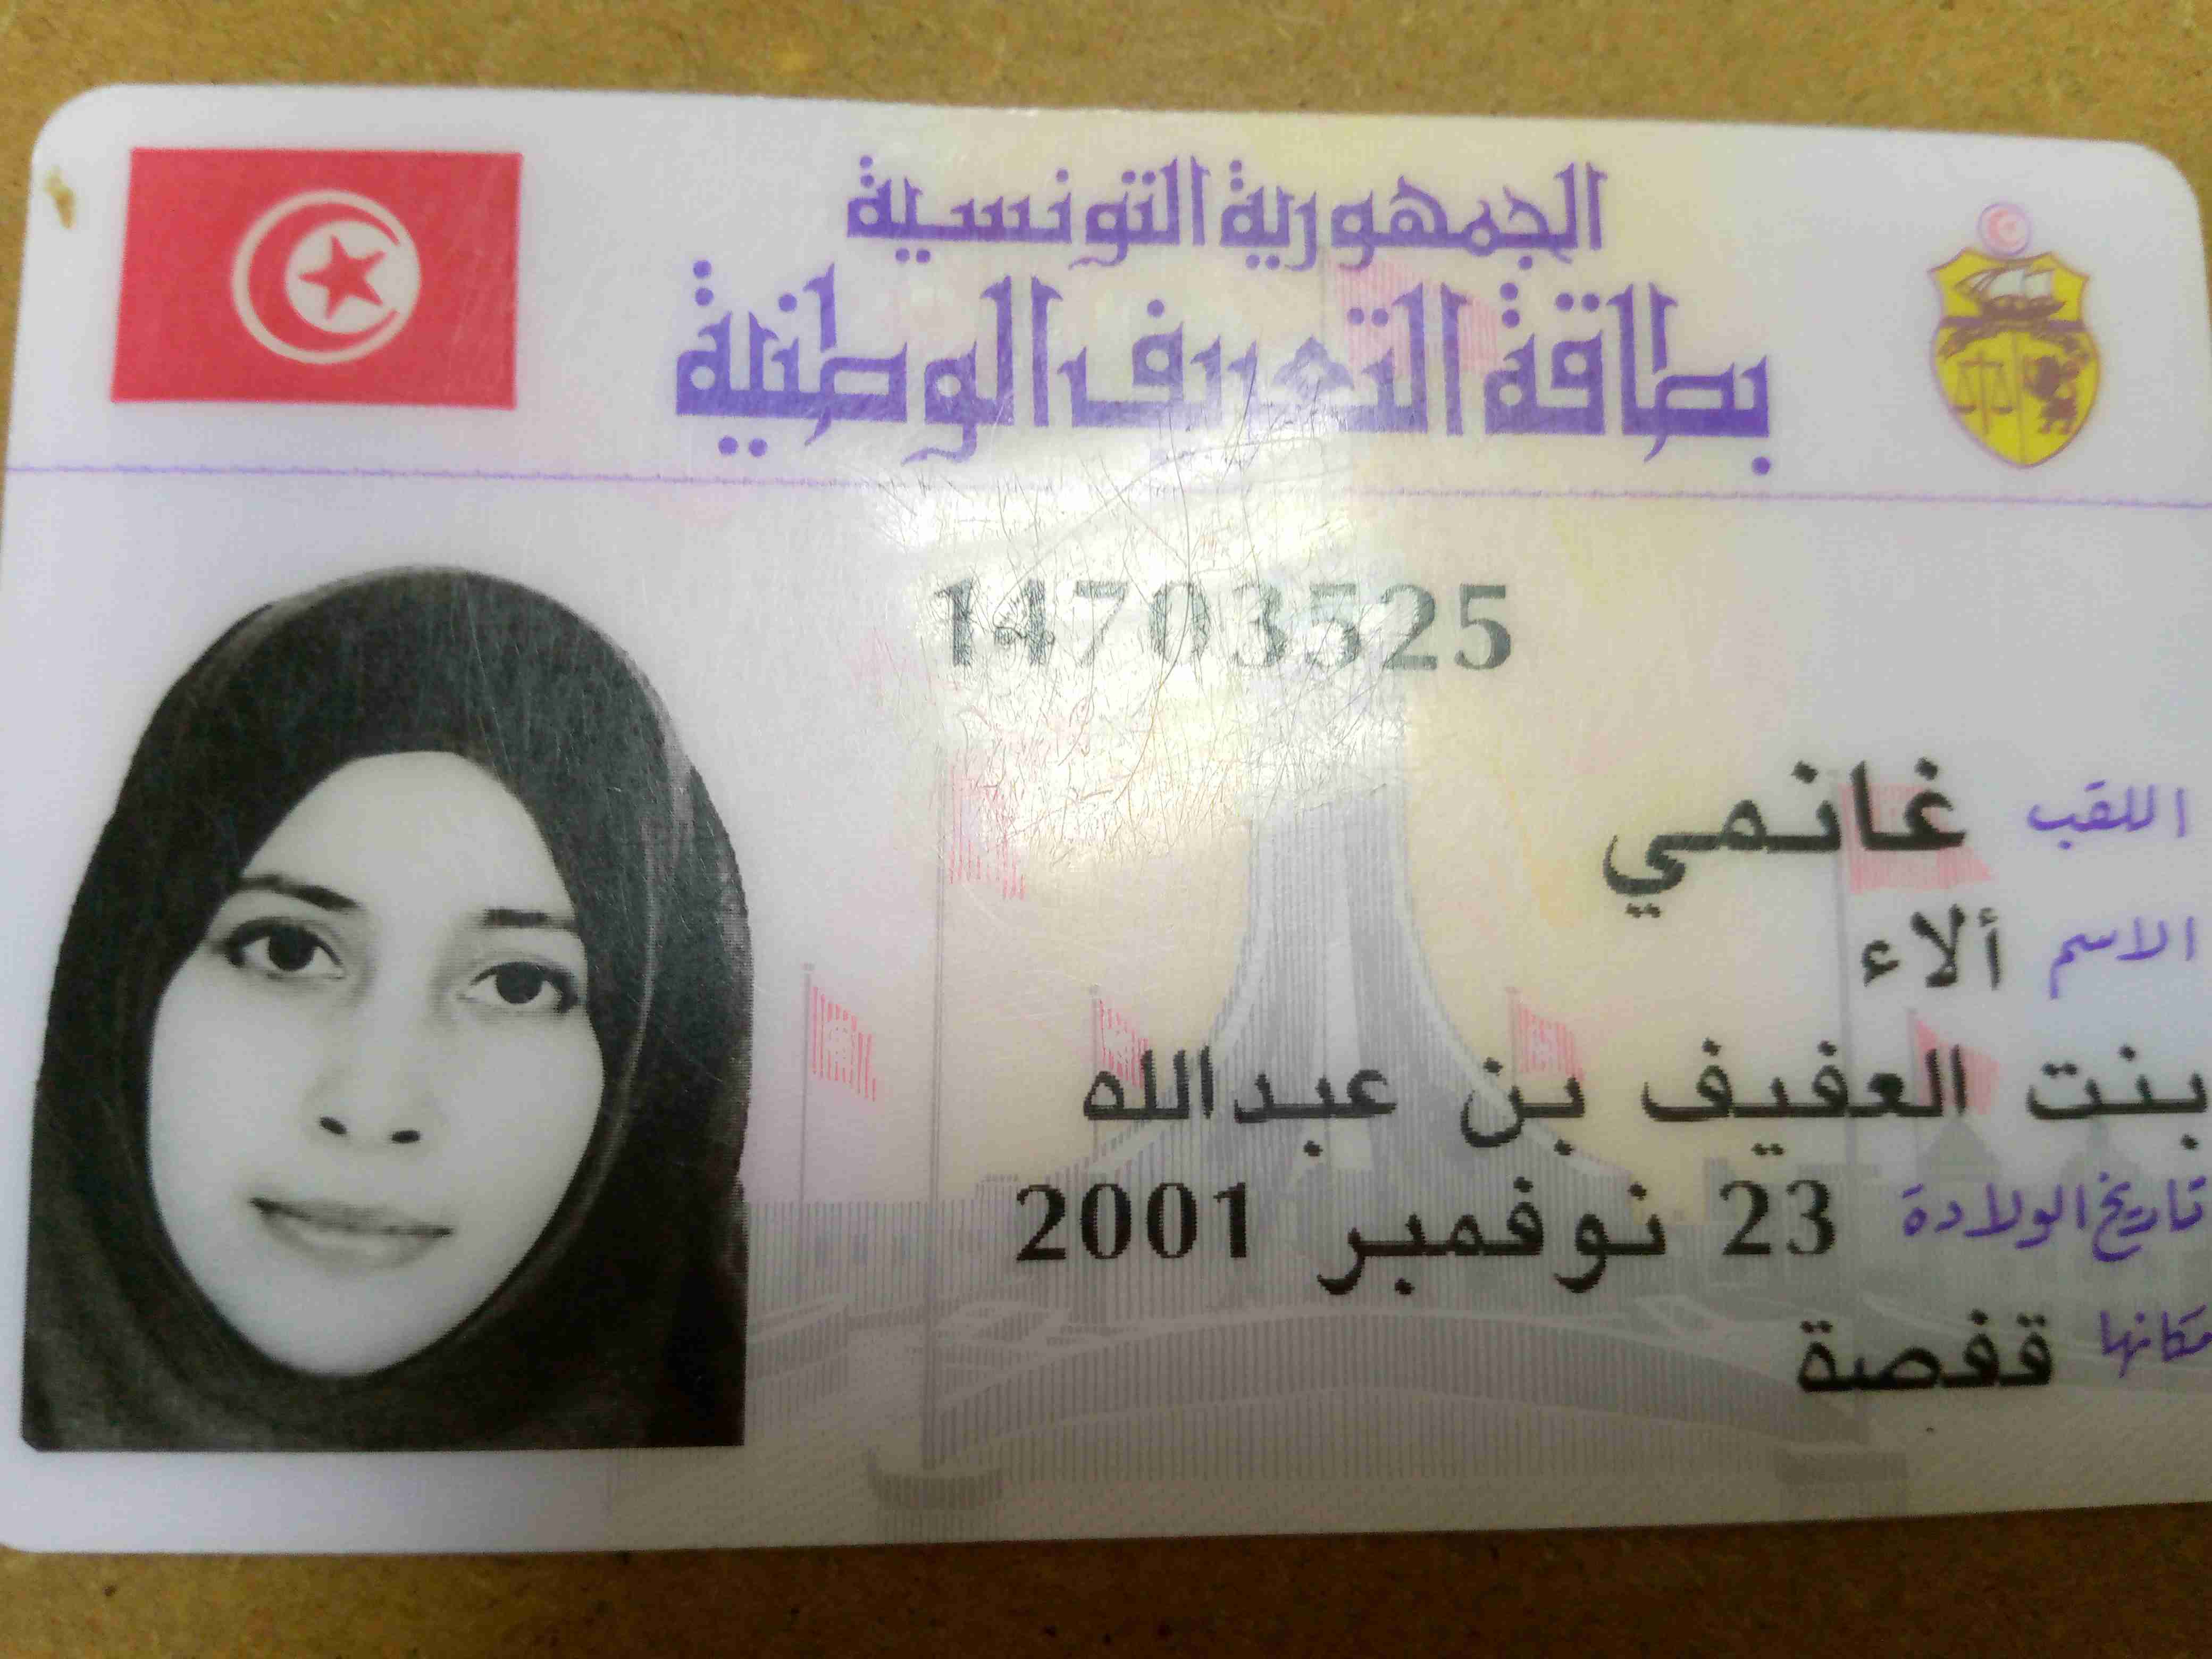 الجمهورية التونسية
بطاقة التعريف الوطنية
14703525
اللقب غانمي
الاسم ألاء
بنت العفيف بن عبدالله
تاريخ الولادة 23 نوفمبر 2001
مكانها قفصة